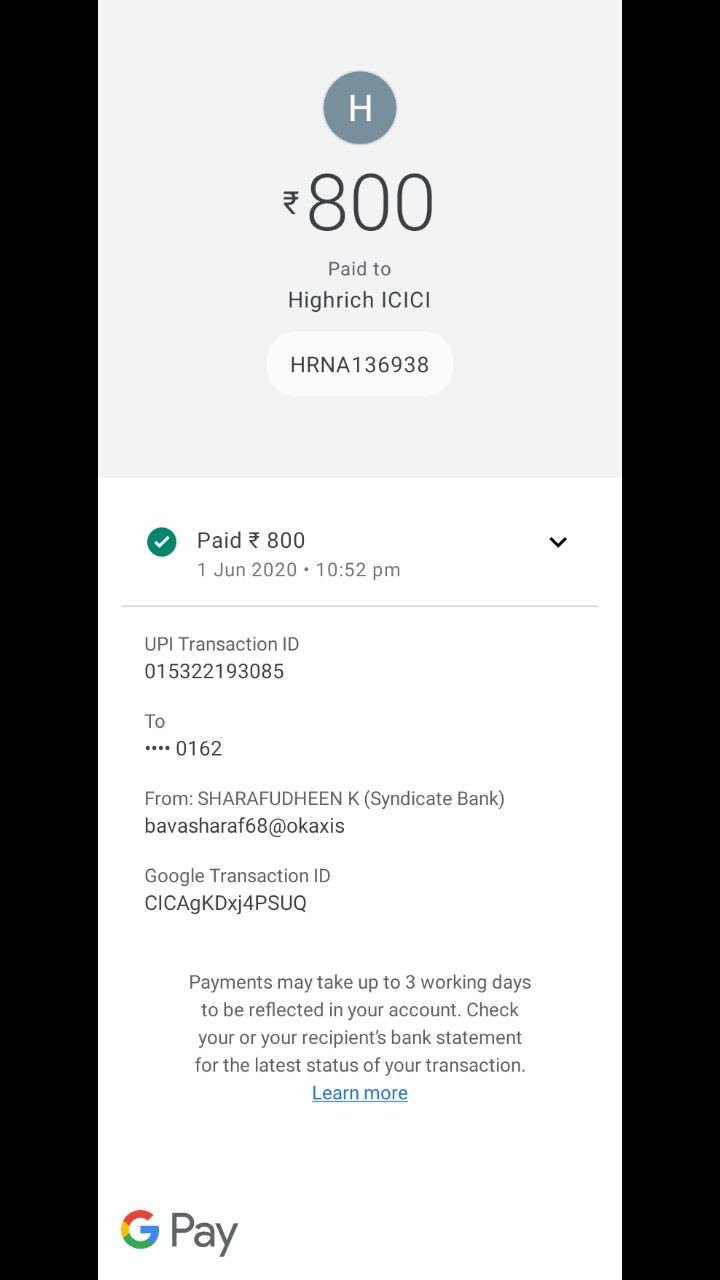 H
₹800
Paid to
Highrich ICICI
HRNA136938
Paid ₹ 800
1 Jun 2020 • 10:52 pm
UPI Transaction ID
015322193085
To
•••• 0162
From: SHARAFUDHEEN K (Syndicate Bank)
bavasharaf68@okaxis
Google Transaction ID
CICAgKDxj4PSUQ
Payments may take up to 3 working days
to be reflected in your account. Check
your or your recipient's bank statement
for the latest status of your transaction.
Learn more
G Pay